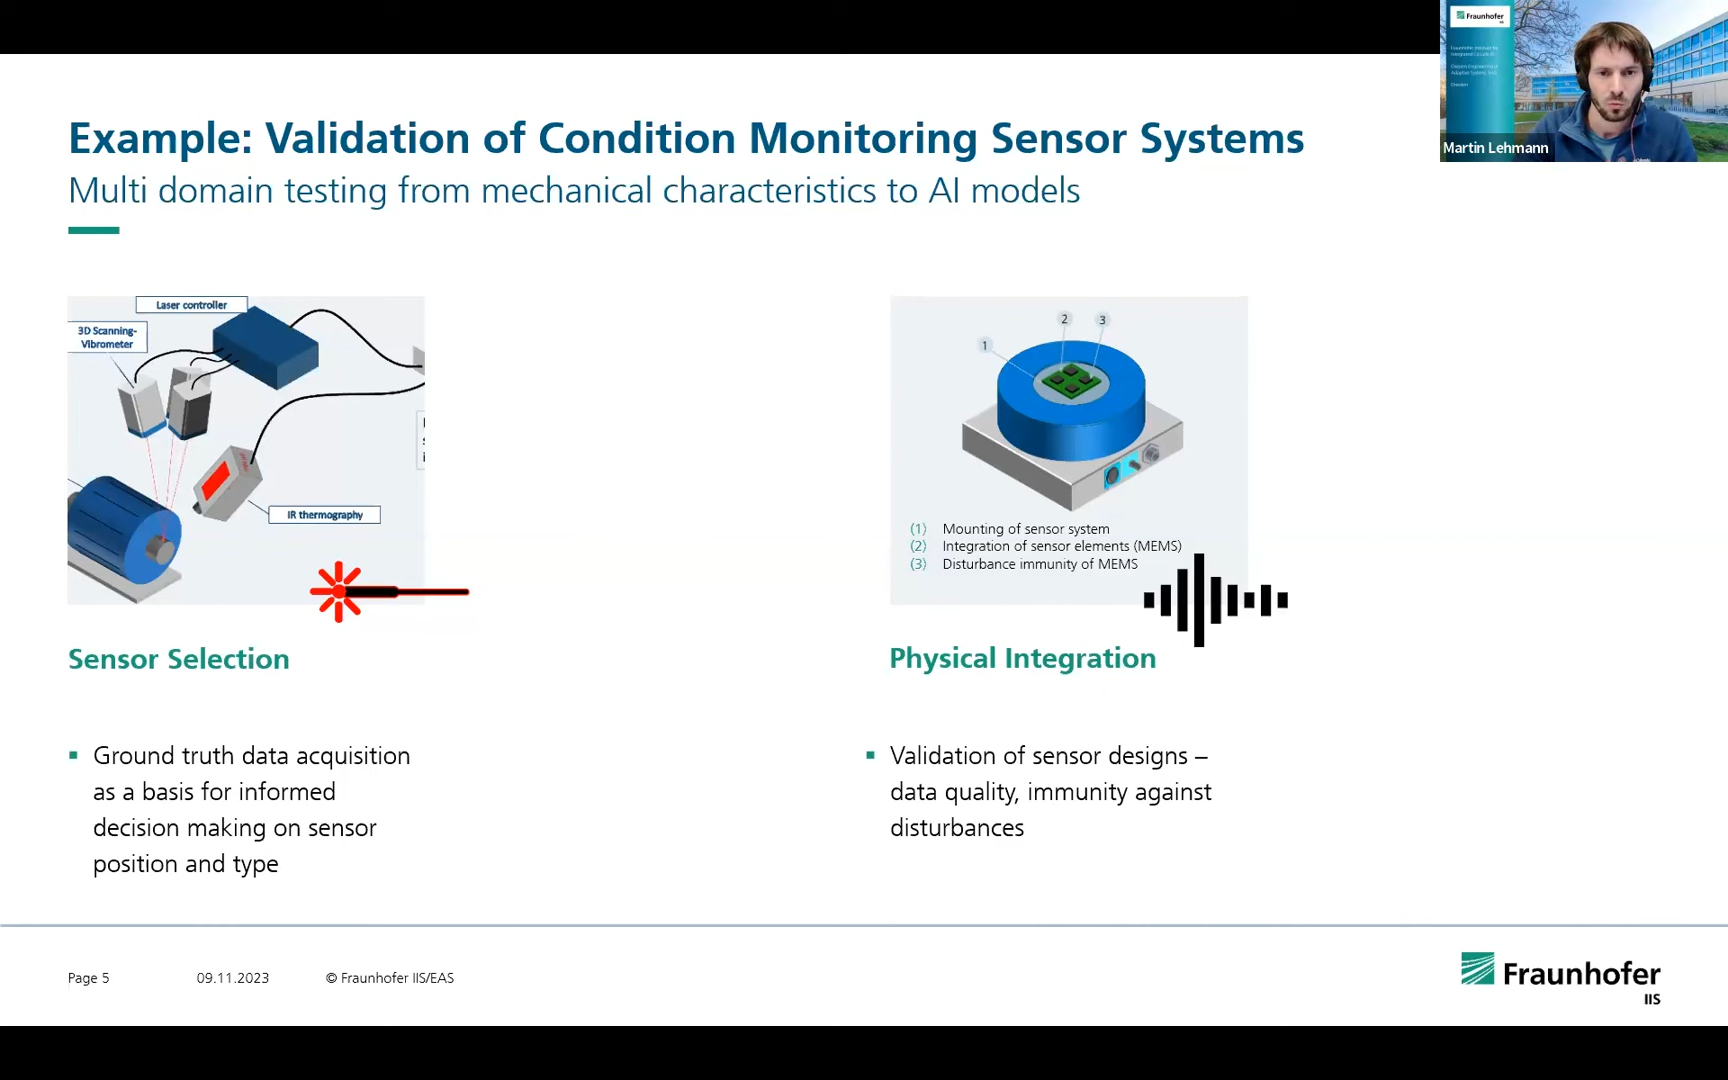 Example: Validation of Condition Monitoring Sensor Systems
Multi domain testing from mechanical characteristics to AI models
Fraunhofer
IIS
Martin Lehmann
Laser controller
3D Scanning-
Vibrometer
IR thermography
1
2
3
(1) Mounting of sensor system
(2) Integration of sensor elements (MEMS)
(3) Disturbance immunity of MEMS
Sensor Selection
▪ Ground truth data acquisition
as a basis for informed
decision making on sensor
position and type
Physical Integration
▪ Validation of sensor designs –
data quality, immunity against
disturbances
Page 5
09.11.2023
© Fraunhofer IIS/EAS
Fraunhofer
IIS